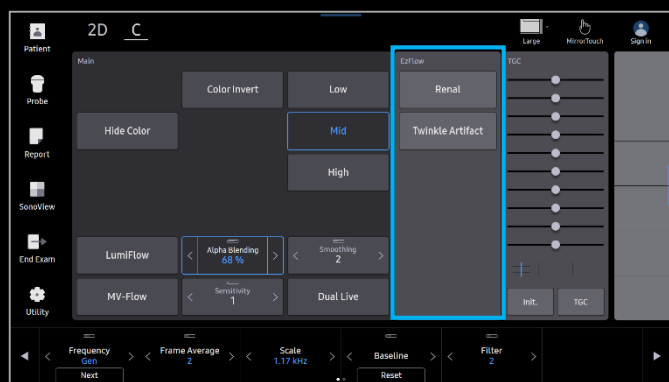 Patient
2D C
Large
MirrorTouch
Sign in
Probe
Report
SonoView
End Exam
Utility
Main
Color Invert
Low
Hide Color
Mid
High
LumiFlow
< Alpha Blending >
68 %
< Smoothing >
2
MV-Flow
< Sensitivity >
1
Dual Live
EzFlow
Renal
Twinkle Artifact
TGC
Init.
TGC
< Frequency >
Gen
Next
< Frame Average >
2
< Scale >
1.17 kHz
< Baseline >
Reset
< Filter >
2